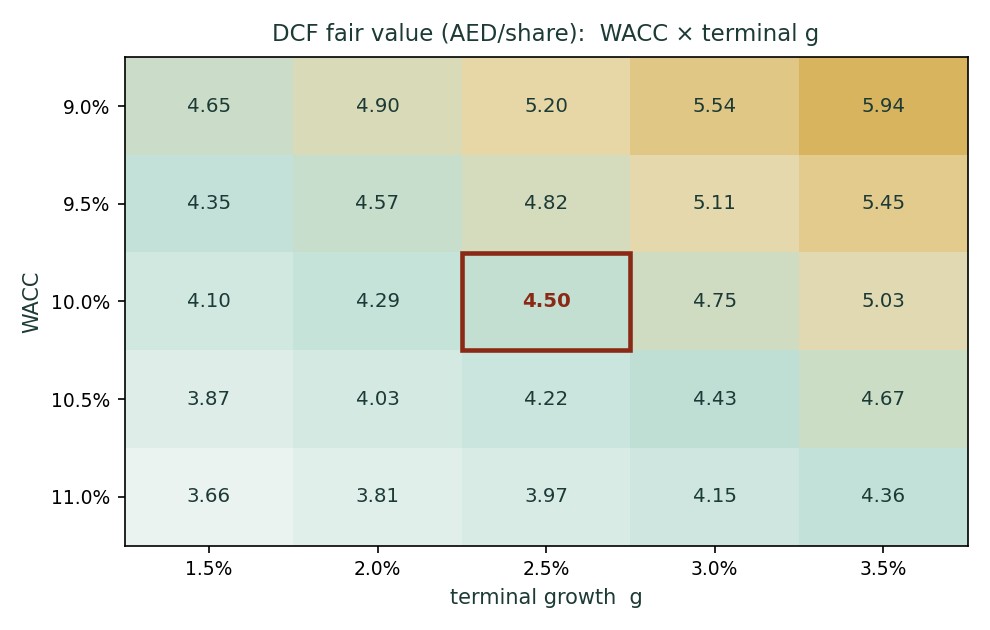 DCF fair value (AED/share):  WACC × terminal g
9.0% 4.65 4.90 5.20 5.54 5.94
9.5% 4.35 4.57 4.82 5.11 5.45
10.0% 4.10 4.29 4.50 4.75 5.03
10.5% 3.87 4.03 4.22 4.43 4.67
11.0% 3.66 3.81 3.97 4.15 4.36
WACC
1.5% 2.0% 2.5% 3.0% 3.5%
terminal growth  g